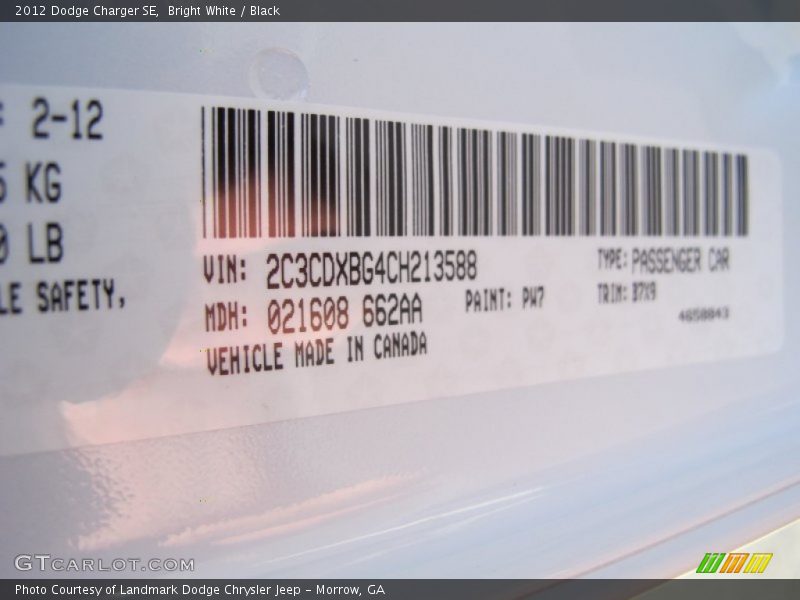 2012 Dodge Charger SE,  Bright White / Black
: 2-12
KG
LB
LE SAFETY,
VIN: 2C3CDXBG4CH213588
TYPE: PASSENGER CAR
MDH: 021608 662AA
PAINT: PW7
TRIM: B7X9
4658843
VEHICLE MADE IN CANADA
GTCARLOT.COM
Photo Courtesy of Landmark Dodge Chrysler Jeep – Morrow, GA